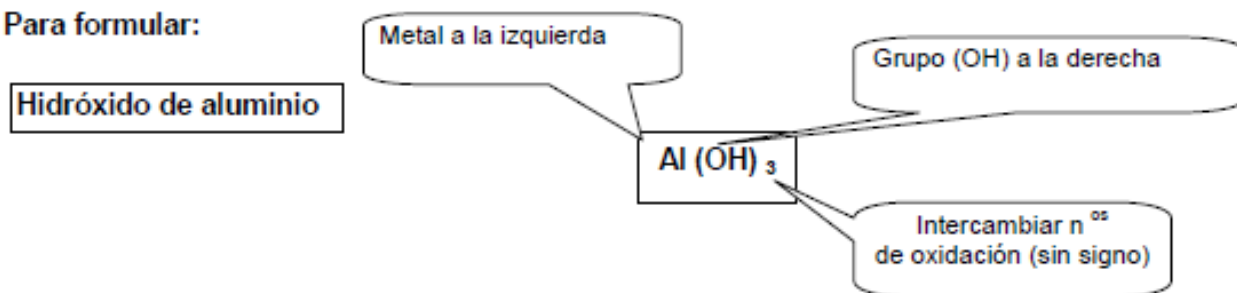 Para formular:
Metal a la izquierda
Grupo (OH) a la derecha
Hidróxido de aluminio
Al (OH) 3
Intercambiar n os
de oxidación (sin signo)